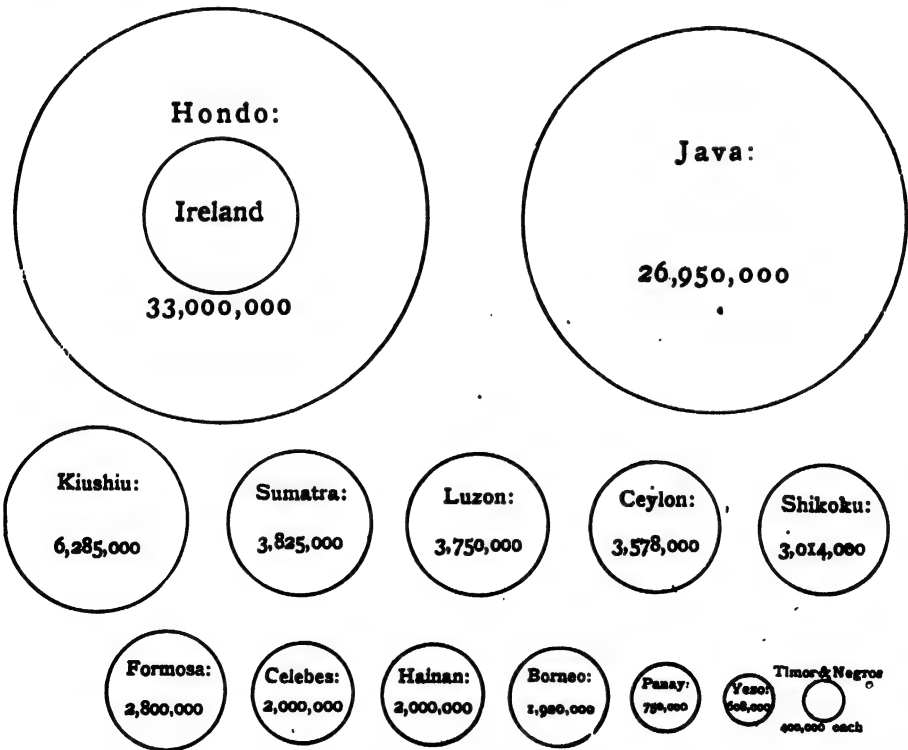 Hondo:
Java:
Ireland
26,950,000
33,000,000
Kiushiu:
6,285,000
Sumatra:
3,825,000
Luzon:
3,750,000
Ceylon:
3,578,000
Shikoku:
3,014,000
Formosa:
2,800,000
Celebes:
2,000,000
Hainan:
2,000,000
Borneo:
Panay:
Yezo:
Timor & Negros
400,000 each